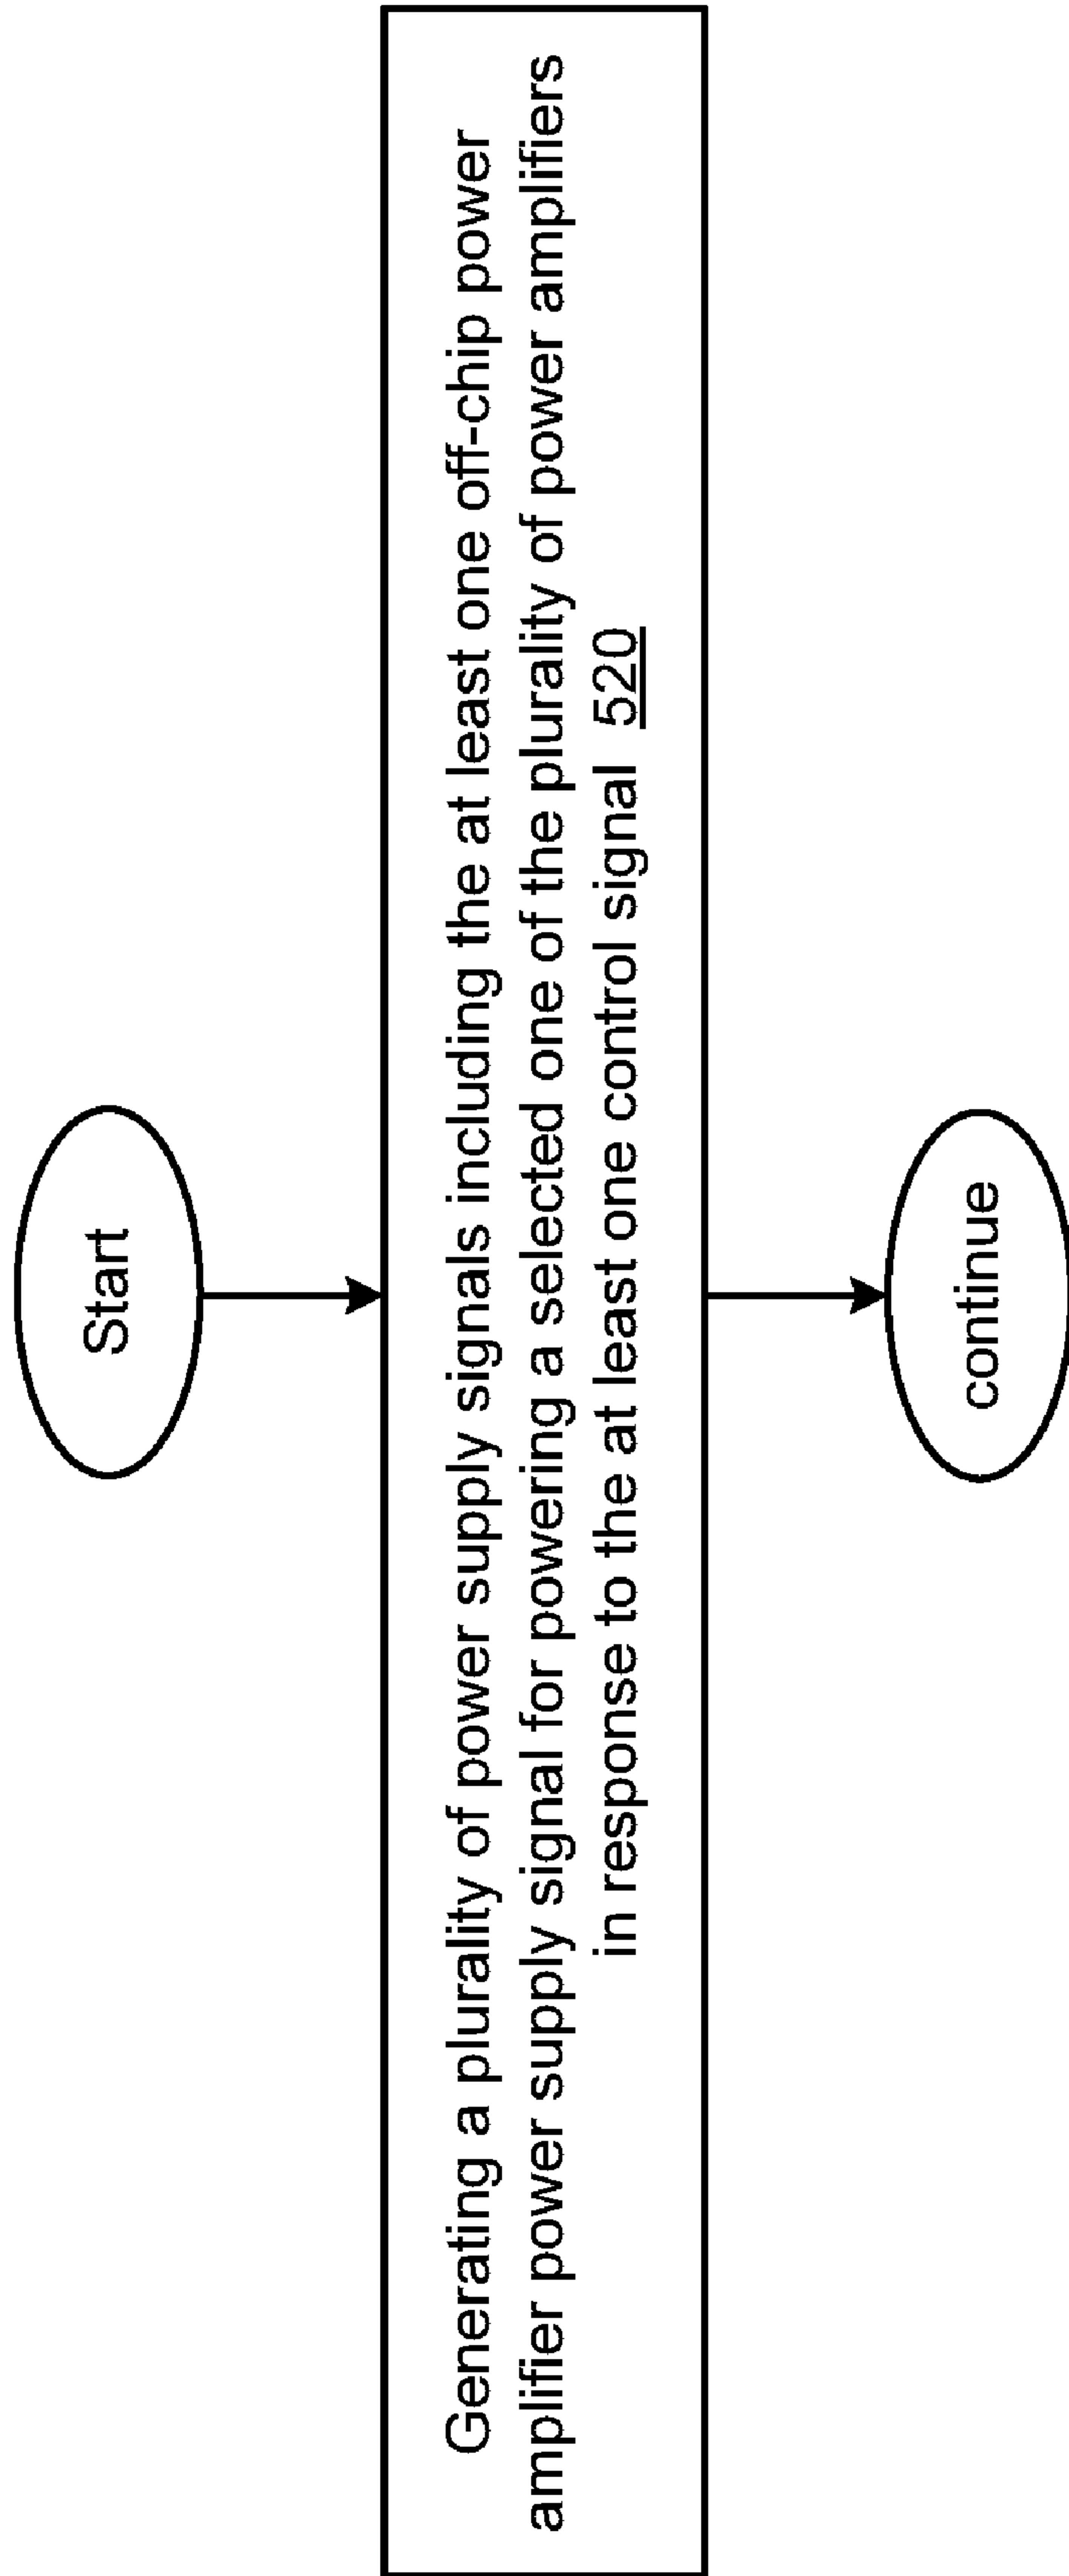 Start
Generating a plurality of power supply signals including the at least one off-chip power
amplifier power supply signal for powering a selected one of the plurality of power amplifiers
in response to the at least one control signal 520
continue